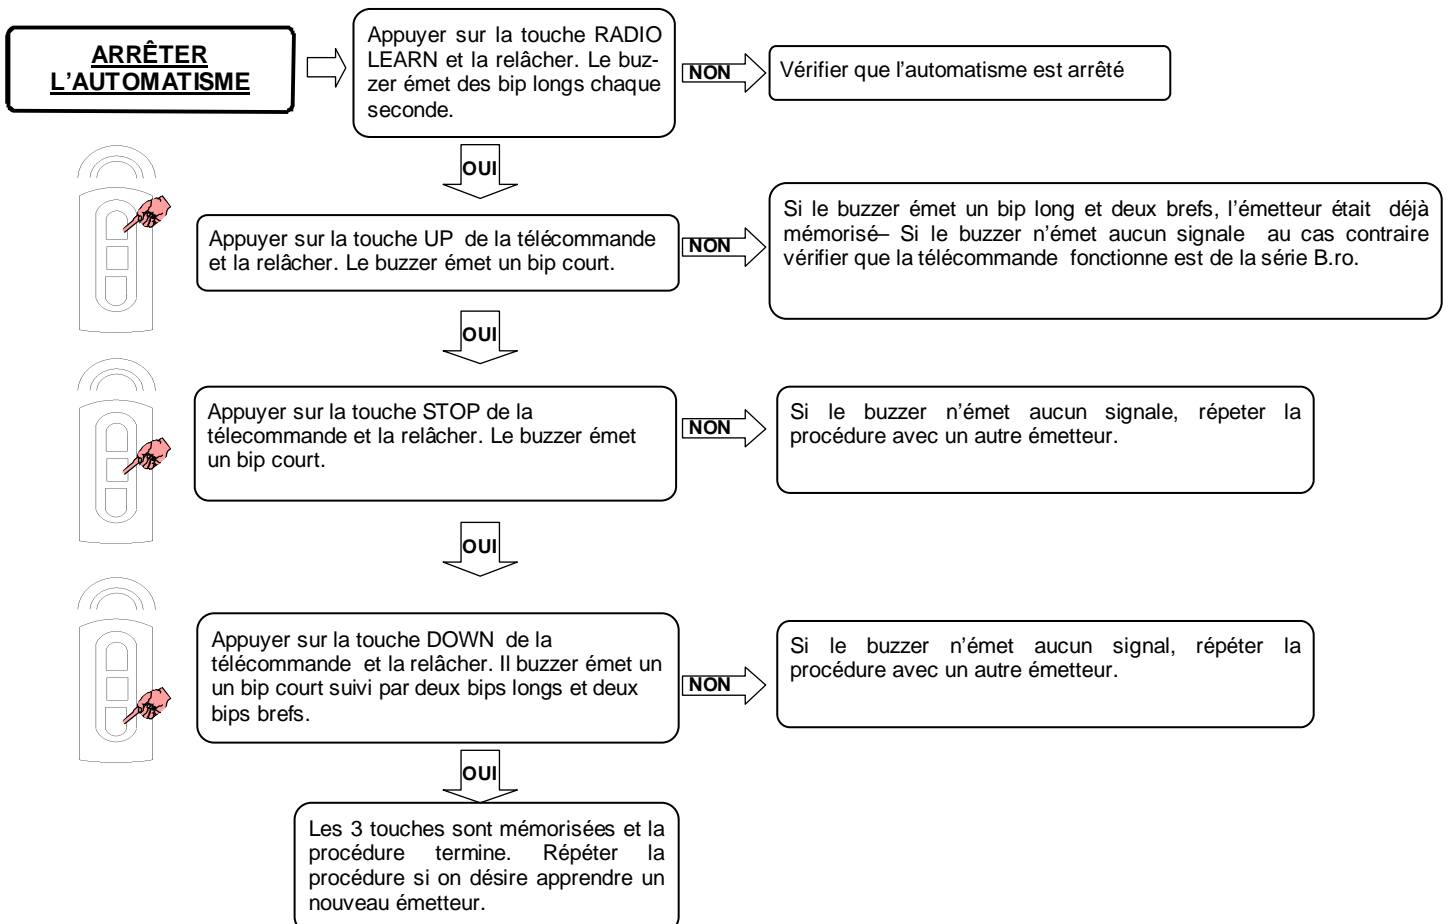 ARRÊTER
L'AUTOMATISME
Appuyer sur la touche RADIO
LEARN et la relâcher. Le buz-
zer émet des bip longs chaque
seconde.
NON
Vérifier que l'automatisme est arrêté
OUI
Appuyer sur la touche UP de la télécommande
et la relâcher. Le buzzer émet un bip court.
NON
Si le buzzer émet un bip long et deux brefs, l'émetteur était déjà
mémorisé– Si le buzzer n'émet aucun signale au cas contraire
vérifier que la télécommande fonctionne est de la série B.ro.
OUI
Appuyer sur la touche STOP de la
télecommande et la relâcher. Le buzzer émet
un bip court.
NON
Si le buzzer n'émet aucun signale, répeter la
procédure avec un autre émetteur.
OUI
Appuyer sur la touche DOWN de la
télécommande et la relâcher. Il buzzer émet un
un bip court suivi par deux bips longs et deux
bips brefs.
NON
Si le buzzer n'émet aucun signal, répéter la
procédure avec un autre émetteur.
OUI
Les 3 touches sont mémorisées et la
procédure termine. Répéter la
procédure si on désire apprendre un
nouveau émetteur.